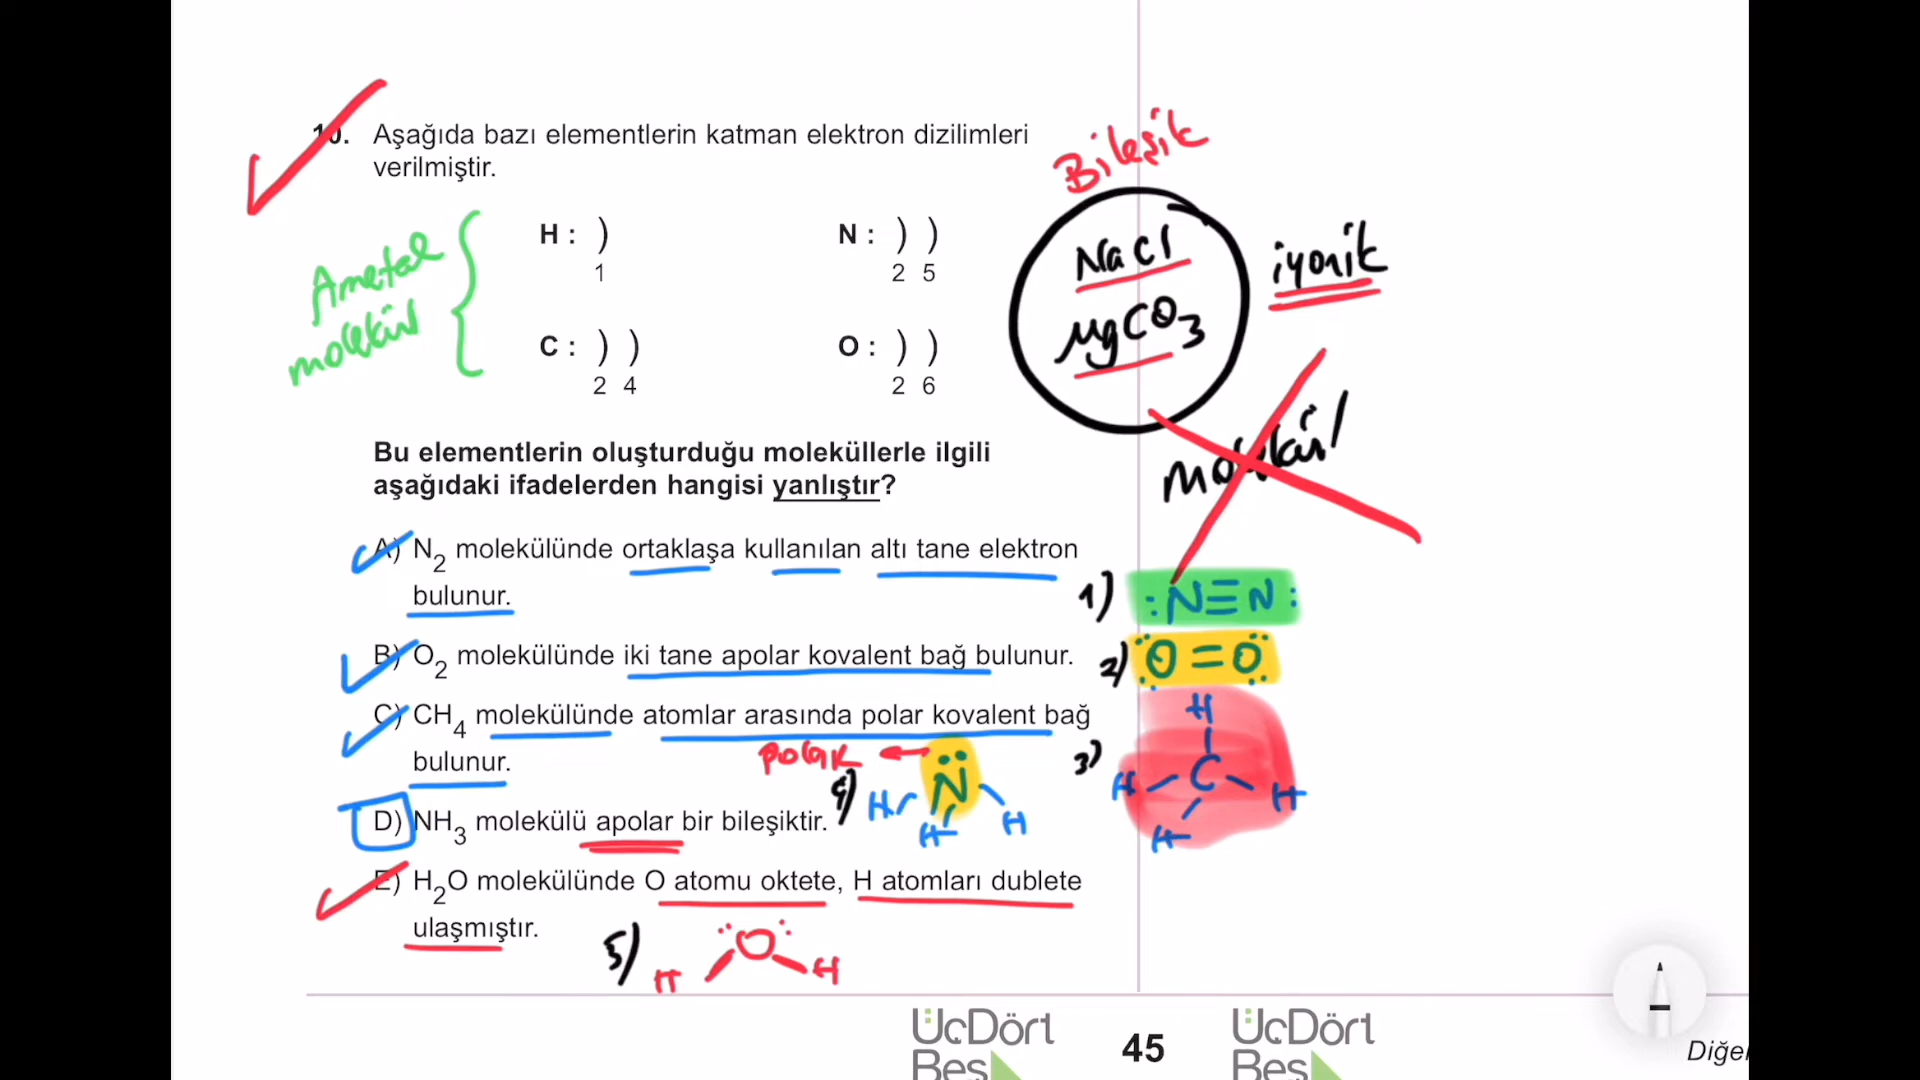 10. Aşağıda bazı elementlerin katman elektron dizilimleri
verilmiştir.
Bileşik
Ametal
molekül
H : )
1
N : ) )
2 5
NaCl
MgCO3
iyonik
C : ) )
2 4
O : ) )
2 6
molekül
Bu elementlerin oluşturduğu moleküllerle ilgili
aşağıdaki ifadelerden hangisi yanlıştır?
A) N2 molekülünde ortaklaşa kullanılan altı tane elektron
bulunur.
1) :N≡N:
B) O2 molekülünde iki tane apolar kovalent bağ bulunur.
2) O=O
C) CH4 molekülünde atomlar arasında polar kovalent bağ
bulunur.
3)
H
H C H
H
polar
4)
N
H H H
D) NH3 molekülü apolar bir bileşiktir.
E) H2O molekülünde O atomu oktete, H atomları dublete
ulaşmıştır.
5)
O
H H
ÜçDört
Beş
45
ÜçDört
Beş
Diğe